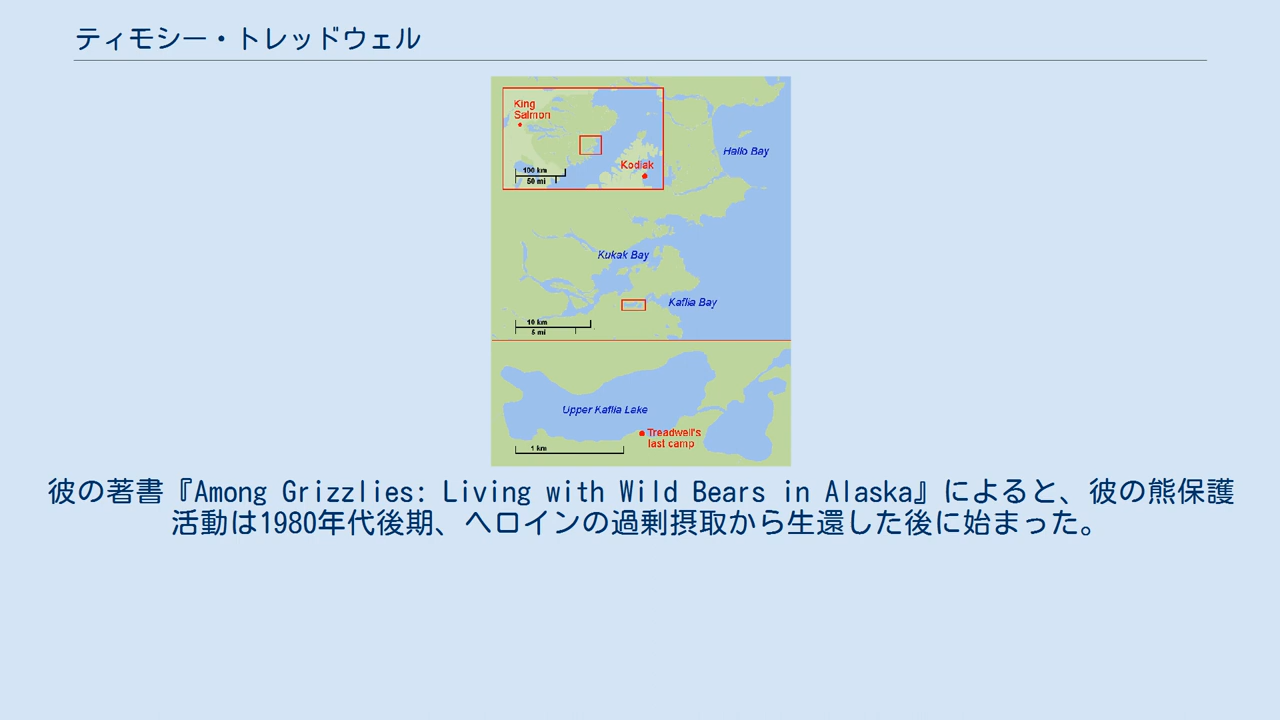 ティモシー・トレッドウェル
King
Salmon
Kodiak
100 km
50 mi
Hallo Bay
Kukak Bay
Kaflia Bay
10 km
5 mi
Upper Kaflia Lake
Treadwell's
last camp
1 km
彼の著書『Among Grizzlies: Living with Wild Bears in Alaska』によると、彼の熊保護
活動は1980年代後期、ヘロインの過剰摂取から生還した後に始まった。